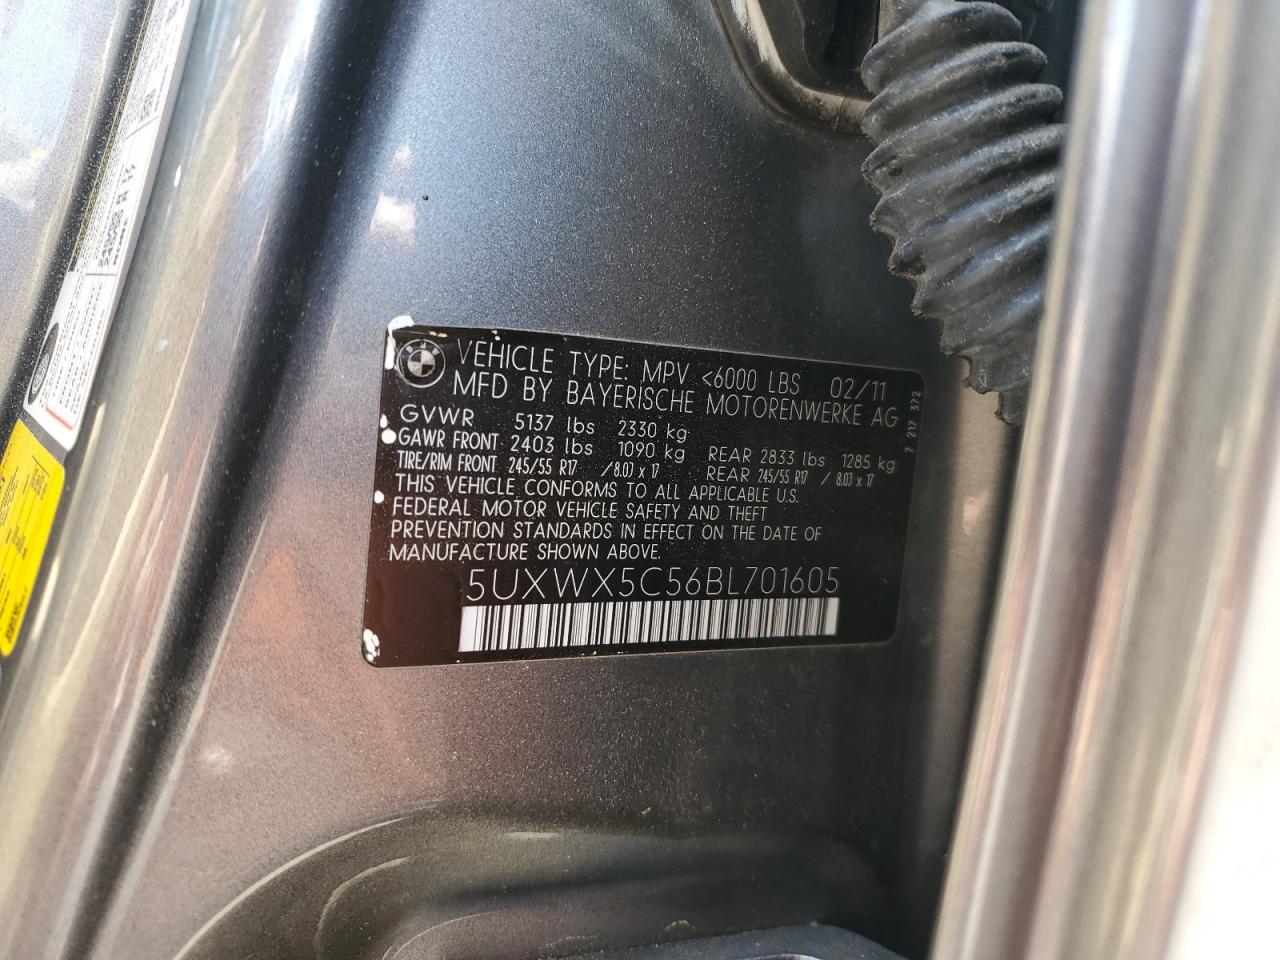 VEHICLE TYPE: MPV <6000 LBS 02/11
MFD BY BAYERISCHE MOTORENWERKE AG
GVWR 5137 lbs 2330 kg
GAWR FRONT 2403 lbs 1090 kg REAR 2833 lbs 1285 kg
TIRE/RIM FRONT 245/55 R17 / 8.0J x 17 REAR 245/55 R17 / 8.0J x 17
THIS VEHICLE CONFORMS TO ALL APPLICABLE U.S.
FEDERAL MOTOR VEHICLE SAFETY AND THEFT
PREVENTION STANDARDS IN EFFECT ON THE DATE OF
MANUFACTURE SHOWN ABOVE.
5UXWX5C56BL701605
7 217 372